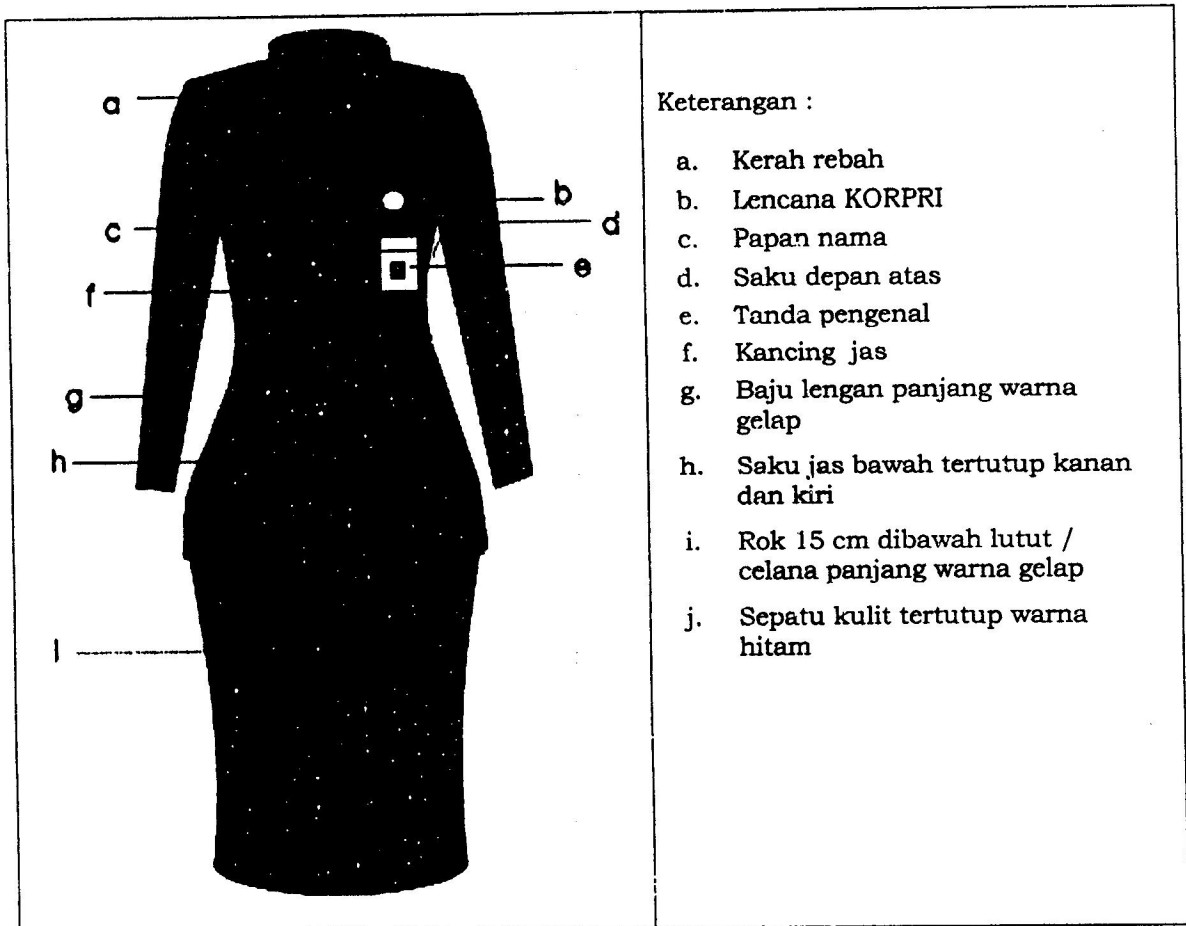 a
b
c
d
e
f
g
h
l
Keterangan :
a. Kerah rebah
b. Lencana KORPRI
c. Papan nama
d. Saku depan atas
e. Tanda pengenal
f. Kancing jas
g. Baju lengan panjang warna
gelap
h. Saku jas bawah tertutup kanan
dan kiri
i. Rok 15 cm dibawah lutut /
celana panjang warna gelap
j. Sepatu kulit tertutup warna
hitam